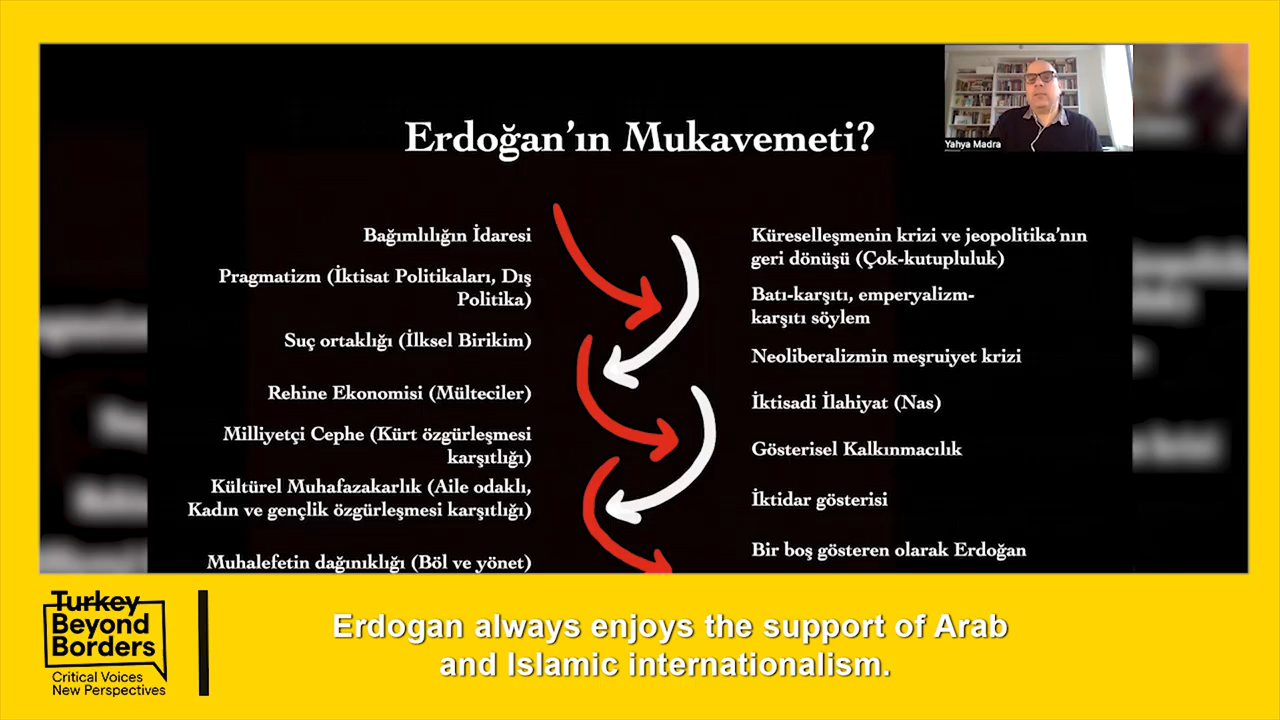 Yahya Madra
Erdoğan’ın Mukavemeti?
Bağımlılığın İdaresi
Pragmatizm (İktisat Politikaları, Dış
Politika)
Suç ortaklığı (İlksel Birikim)
Rehine Ekonomisi (Mülteciler)
Milliyetçi Cephe (Kürt özgürleşmesi
karşıtlığı)
Kültürel Muhafazakarlık (Aile odaklı,
Kadın ve gençlik özgürleşmesi karşıtlığı)
Muhalefetin dağınıklığı (Böl ve yönet)
Küreselleşmenin krizi ve jeopolitika’nın
geri dönüşü (Çok-kutupluluk)
Batı-karşıtı, emperyalizm-
karşıtı söylem
Neoliberalizmin meşruiyet krizi
İktisadi İlahiyat (Nas)
Gösterisel Kalkınmacılık
İktidar gösterisi
Bir boş gösteren olarak Erdoğan
Turkey
Beyond
Borders
Critical Voices
New Perspectives
Erdogan always enjoys the support of Arab
and Islamic internationalism.